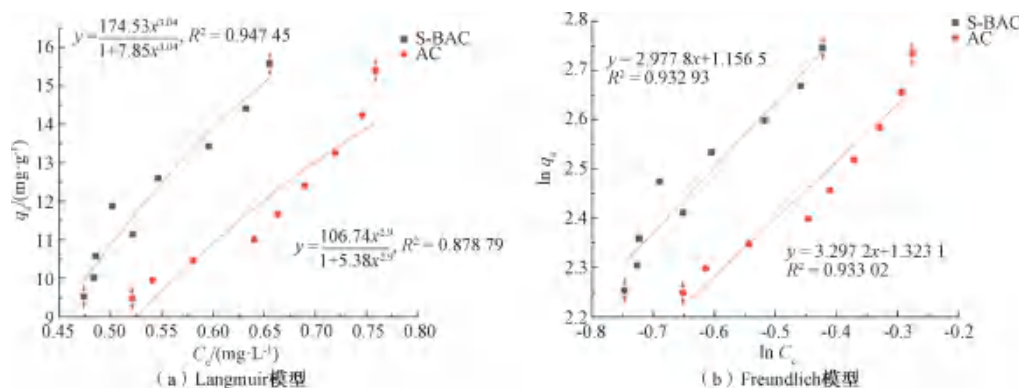 y=174.53x^3.04/1+7.85x^3.04, R²=0.947 45
S-BAC
AC
16
15
14
13
12
11
10
9
qₑ/(mg·g⁻¹)
y=106.74x^2.9/1+5.38x^2.9, R²=0.878 79
0.45 0.50 0.55 0.60 0.65 0.70 0.75 0.80
Cₑ/(mg·L⁻¹)
（a）Langmuir模型
S-BAC
AC
y=2.977 8x+1.156 5
R²=0.932 93
2.8
2.7
2.6
2.5
2.4
2.3
2.2
ln qₑ
y=3.297 2x+1.323 1
R²=0.933 02
-0.8 -0.7 -0.6 -0.5 -0.4 -0.3 -0.2
ln Cₑ
（b）Freundlich模型